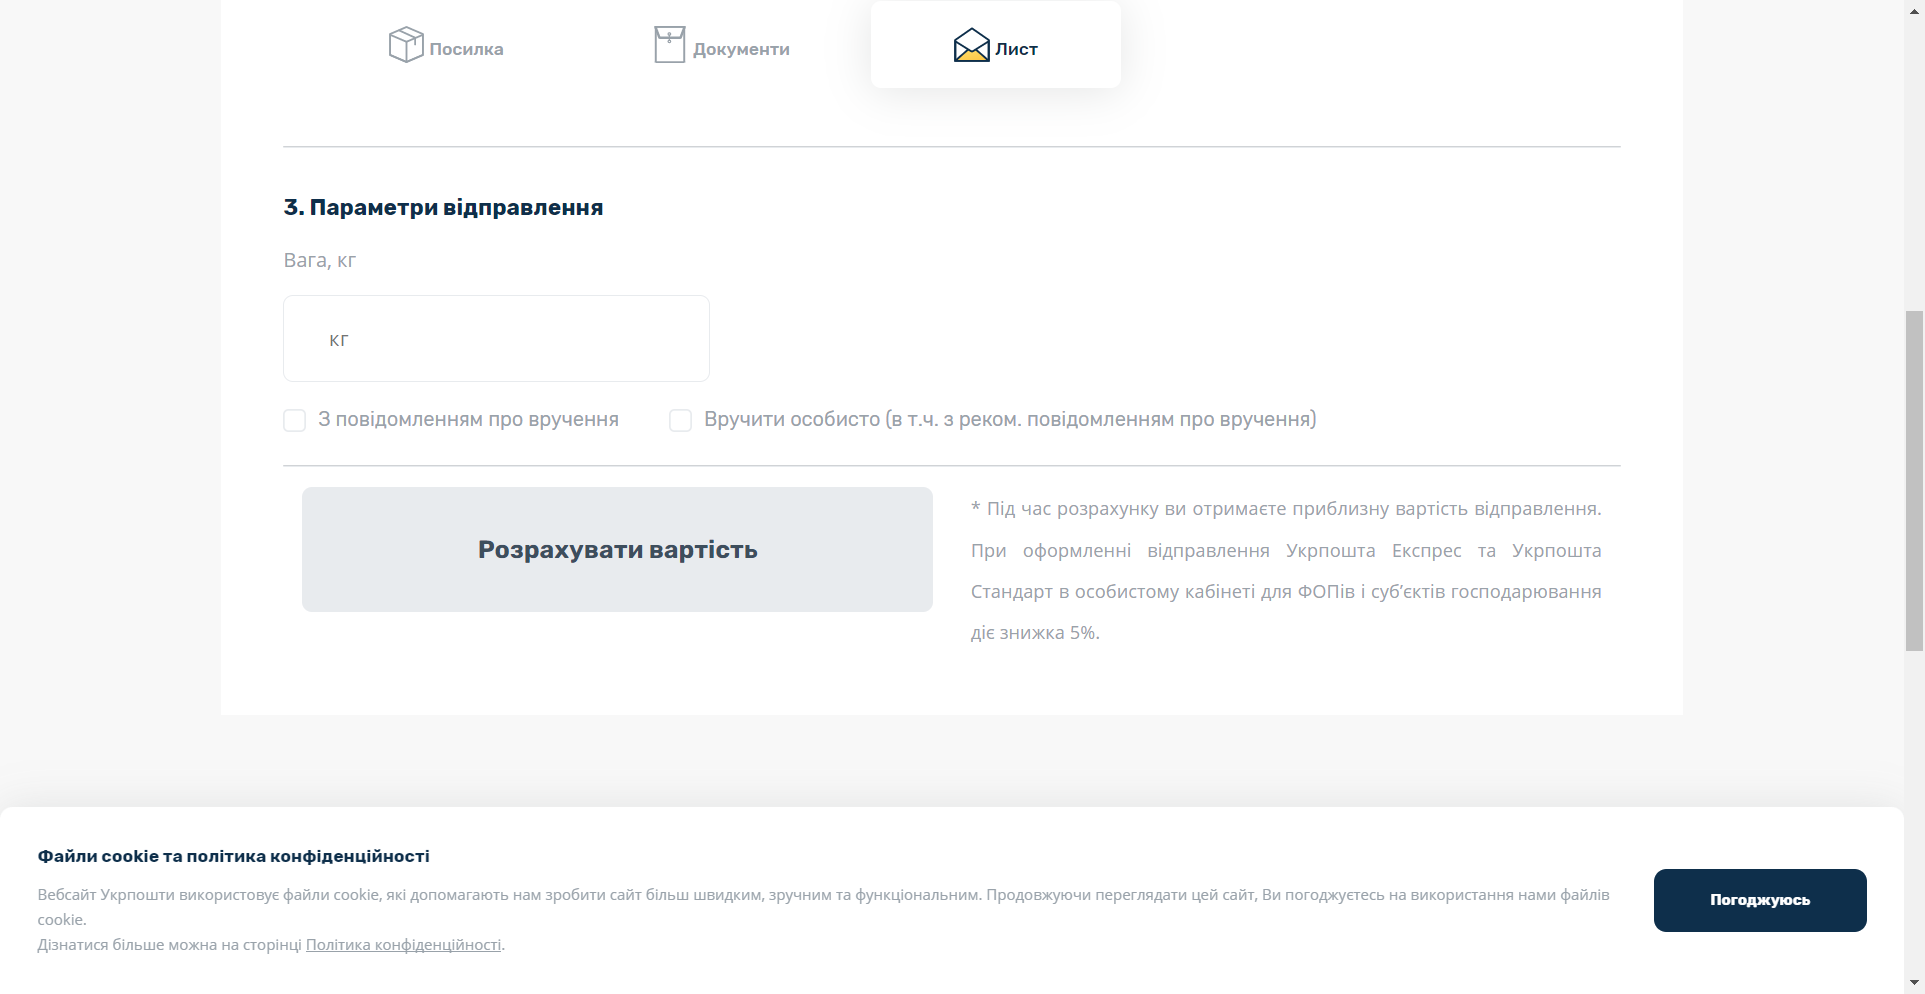 Посилка
Документи
Лист
3. Параметри відправлення
Вага, кг
кг
З повідомленням про вручення
Вручити особисто (в т.ч. з реком. повідомленням про вручення)
Розрахувати вартість
* Під час розрахунку ви отримаєте приблизну вартість відправлення.
При оформленні відправлення Укрпошта Експрес та Укрпошта
Стандарт в особистому кабінеті для ФОПів і суб’єктів господарювання
діє знижка 5%.
Файли cookie та політика конфіденційності
Вебсайт Укрпошти використовує файли cookie, які допомагають нам зробити сайт більш швидким, зручним та функціональним. Продовжуючи переглядати цей сайт, Ви погоджуєтесь на використання нами файлів
cookie.
Дізнатися більше можна на сторінці Політика конфіденційності.
Погоджуюсь